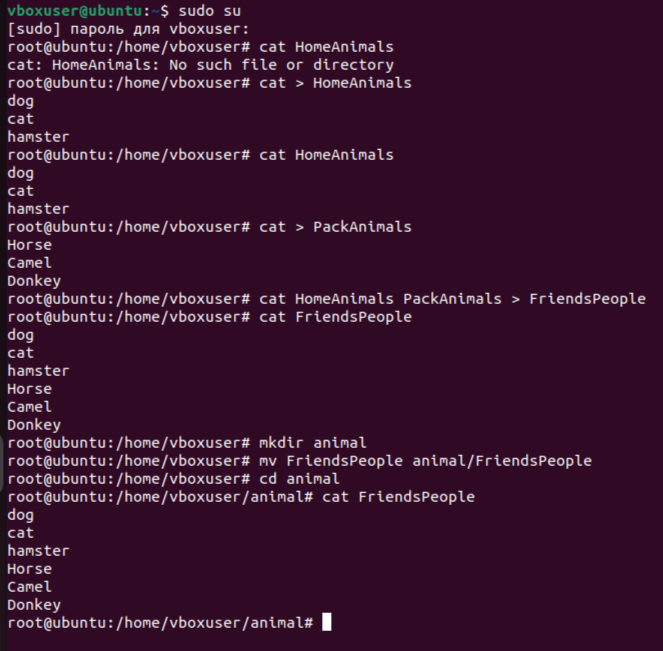 vboxuser@ubuntu:~$ sudo su
[sudo] пароль для vboxuser:
root@ubuntu:/home/vboxuser# cat HomeAnimals
cat: HomeAnimals: No such file or directory
root@ubuntu:/home/vboxuser# cat > HomeAnimals
dog
cat
hamster
root@ubuntu:/home/vboxuser# cat HomeAnimals
dog
cat
hamster
root@ubuntu:/home/vboxuser# cat > PackAnimals
Horse
Camel
Donkey
root@ubuntu:/home/vboxuser# cat HomeAnimals PackAnimals > FriendsPeople
root@ubuntu:/home/vboxuser# cat FriendsPeople
dog
cat
hamster
Horse
Camel
Donkey
root@ubuntu:/home/vboxuser# mkdir animal
root@ubuntu:/home/vboxuser# mv FriendsPeople animal/FriendsPeople
root@ubuntu:/home/vboxuser# cd animal
root@ubuntu:/home/vboxuser/animal# cat FriendsPeople
dog
cat
hamster
Horse
Camel
Donkey
root@ubuntu:/home/vboxuser/animal#